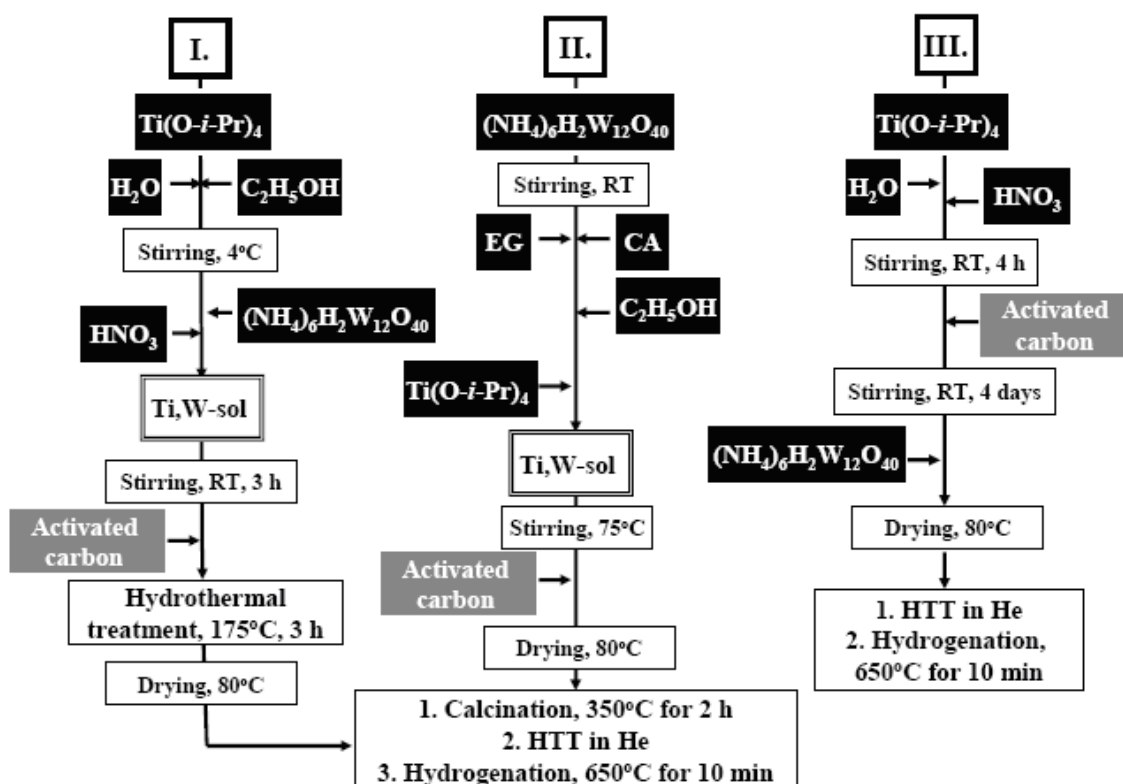 I.
Ti(O-i-Pr)₄
H₂O
C₂H₅OH
Stirring, 4°C
(NH₄)₆H₂W₁₂O₄₀
HNO₃
Ti,W-sol
Stirring, RT, 3 h
Activated
carbon
Hydrothermal
treatment, 175°C, 3 h
Drying, 80°C
II.
(NH₄)₆H₂W₁₂O₄₀
Stirring, RT
EG
CA
C₂H₅OH
Ti(O-i-Pr)₄
Ti,W-sol
Stirring, 75°C
Activated
carbon
Drying, 80°C
1. Calcination, 350°C for 2 h
2. HTT in He
3. Hydrogenation, 650°C for 10 min
III.
Ti(O-i-Pr)₄
H₂O
HNO₃
Stirring, RT, 4 h
Activated
carbon
Stirring, RT, 4 days
(NH₄)₆H₂W₁₂O₄₀
Drying, 80°C
1. HTT in He
2. Hydrogenation,
650°C for 10 min